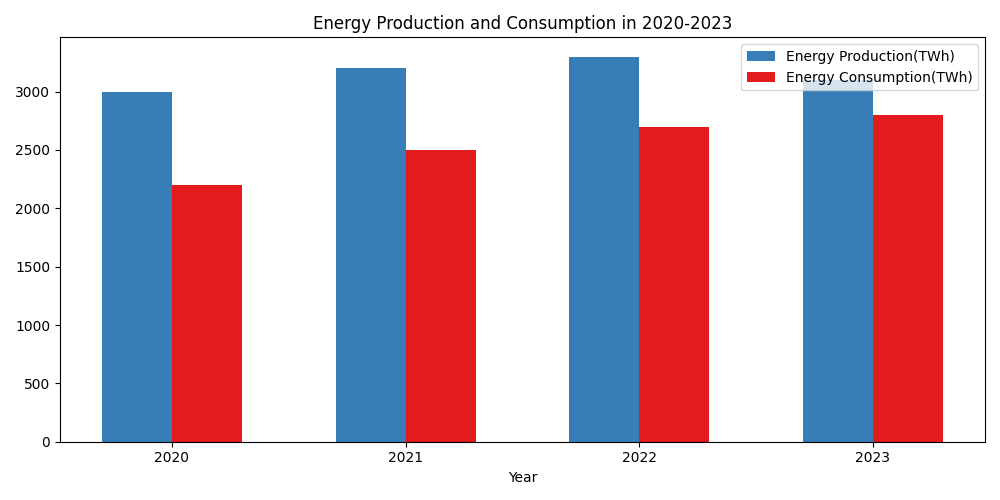 Energy Production and Consumption in 2020-2023
Energy Production(TWh)
Energy Consumption(TWh)
3000
2500
2000
1500
1000
500
0
2020
2021
2022
2023
Year